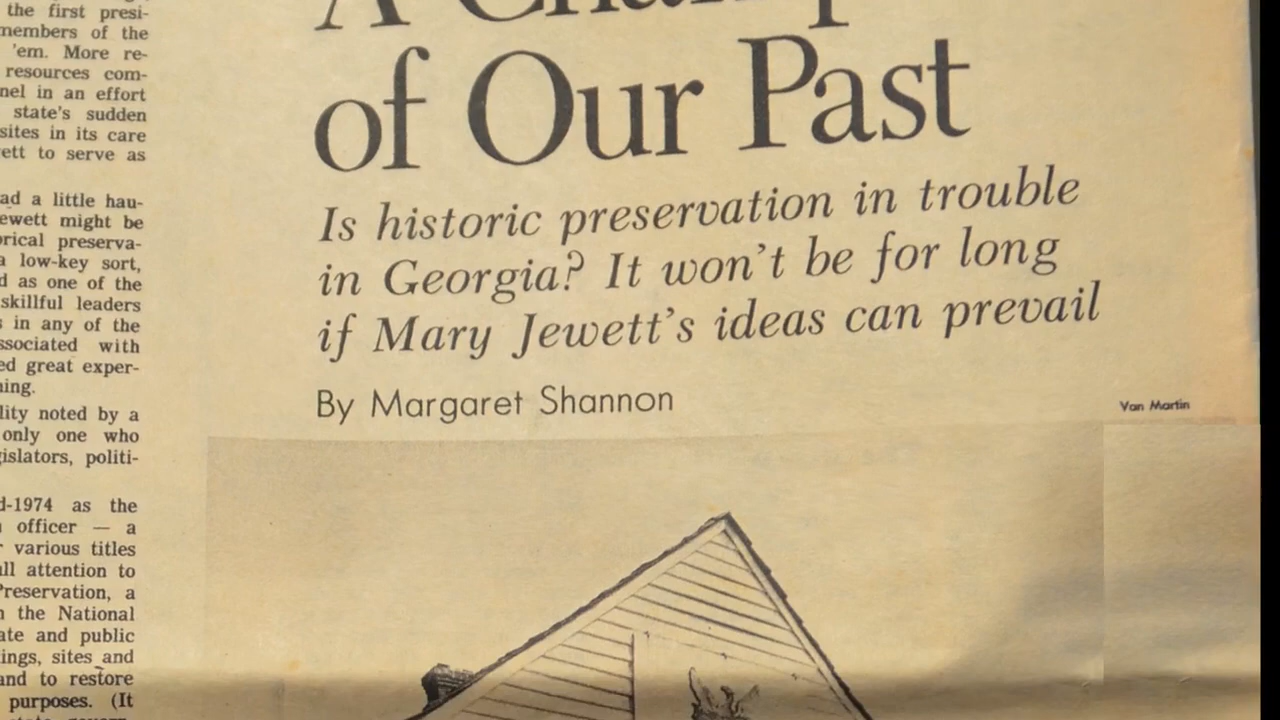 the first presi-
members of the
'em. More re-
resources com-
nel in an effort
state's sudden
sites in its care
ett to serve as
ad a little hau-
ewett might be
orical preserva-
a low-key sort,
d as one of the
skillful leaders
s in any of the
ssociated with
ed great exper-
ning.
lity noted by a
only one who
gislators, politi-
d-1974 as the
officer — a
various titles
all attention to
Preservation, a
n the National
ate and public
ings, sites and
and to restore
purposes. (It
A Champ
of Our Past
Is historic preservation in trouble
in Georgia? It won't be for long
if Mary Jewett's ideas can prevail
By Margaret Shannon
Van Martin